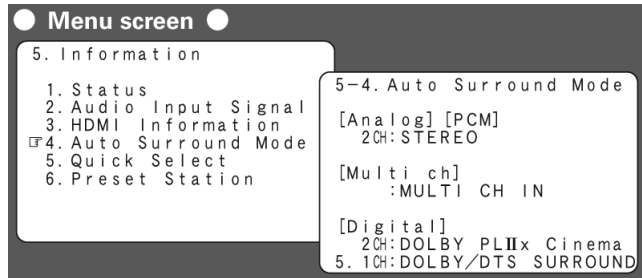 ● Menu screen ●
5. Information
1. Status
2. Audio Input Signal
3. HDMI Information
☞4. Auto Surround Mode
5. Quick Select
6. Preset Station
5-4. Auto Surround Mode
[Analog] [PCM]
2CH:STEREO
[Multi ch]
:MULTI CH IN
[Digital]
2CH:DOLBY PLⅡx Cinema
5. 1CH:DOLBY/DTS SURROUND